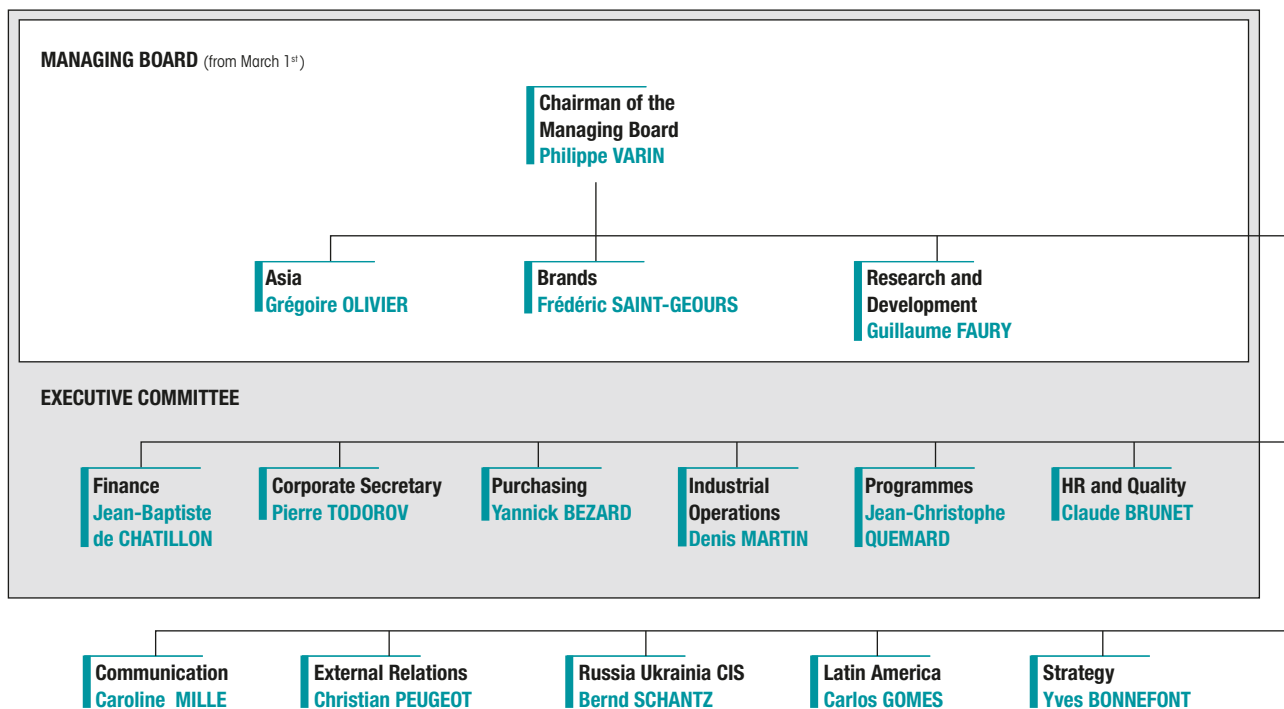 MANAGING BOARD (from March 1st)
Chairman of the
Managing Board
Philippe VARIN
Asia
Grégoire OLIVIER
Brands
Frédéric SAINT-GEOURS
Research and
Development
Guillaume FAURY
EXECUTIVE COMMITTEE
Finance
Jean-Baptiste
de CHATILLON
Corporate Secretary
Pierre TODOROV
Purchasing
Yannick BEZARD
Industrial
Operations
Denis MARTIN
Programmes
Jean-Christophe
QUEMARD
HR and Quality
Claude BRUNET
Communication
Caroline MILLE
External Relations
Christian PEUGEOT
Russia Ukrainia CIS
Bernd SCHANTZ
Latin America
Carlos GOMES
Strategy
Yves BONNEFONT